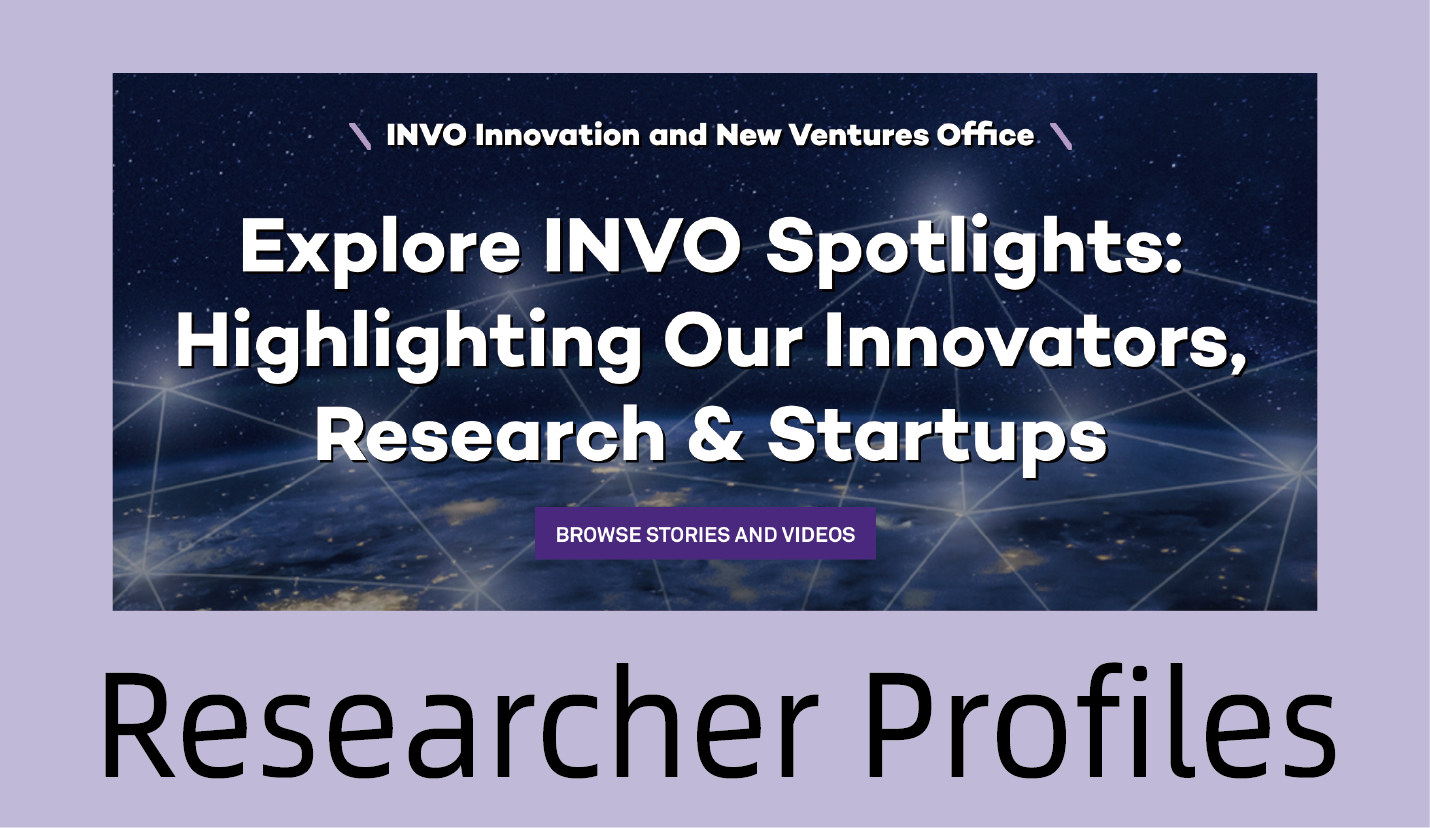 INVO Innovation and New Ventures Office
Explore INVO Spotlights:
Highlighting Our Innovators,
Research & Startups
BROWSE STORIES AND VIDEOS
Researcher Profiles